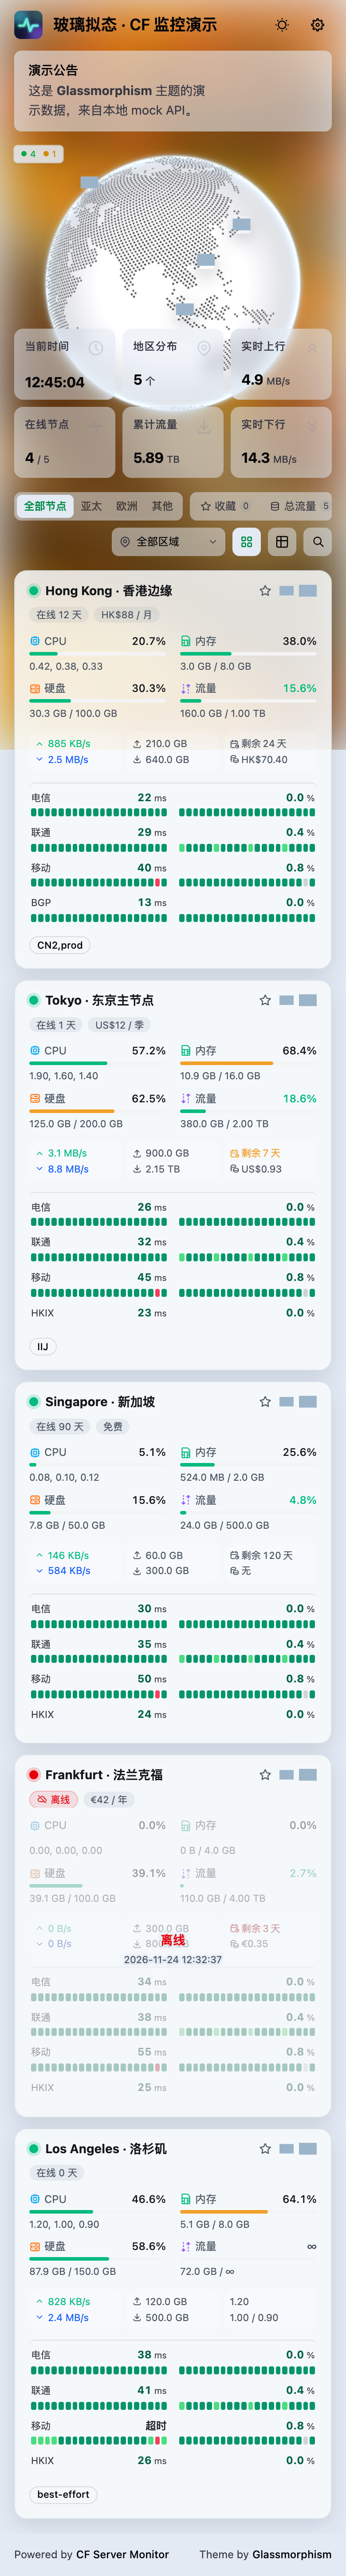 玻璃拟态 · CF 监控演示
演示公告
这是 Glassmorphism 主题的演
示数据，来自本地 mock API。
4 1
当前时间 地区分布 实时上行
12:45:04 5 个 4.9 MB/s
在线节点 累计流量 实时下行
4 / 5 5.89 TB 14.3 MB/s
全部节点 亚太 欧洲 其他 收藏 0 总流量 5
全部区域
Hong Kong · 香港边缘
在线 12 天 HK$88 / 月
CPU 20.7% 内存 38.0%
0.42, 0.38, 0.33 3.0 GB / 8.0 GB
硬盘 30.3% 流量 15.6%
30.3 GB / 100.0 GB 160.0 GB / 1.00 TB
885 KB/s 210.0 GB 剩余 24 天
2.5 MB/s 640.0 GB HK$70.40
电信 22 ms 0.0 %
联通 29 ms 0.4 %
移动 40 ms 0.8 %
BGP 13 ms 0.0 %
CN2,prod
Tokyo · 东京主节点
在线 1 天 US$12 / 季
CPU 57.2% 内存 68.4%
1.90, 1.60, 1.40 10.9 GB / 16.0 GB
硬盘 62.5% 流量 18.6%
125.0 GB / 200.0 GB 380.0 GB / 2.00 TB
3.1 MB/s 900.0 GB 剩余 7 天
8.8 MB/s 2.15 TB US$0.93
电信 26 ms 0.0 %
联通 32 ms 0.4 %
移动 45 ms 0.8 %
HKIX 23 ms 0.0 %
IIJ
Singapore · 新加坡
在线 90 天 免费
CPU 5.1% 内存 25.6%
0.08, 0.10, 0.12 524.0 MB / 2.0 GB
硬盘 15.6% 流量 4.8%
7.8 GB / 50.0 GB 24.0 GB / 500.0 GB
146 KB/s 60.0 GB 剩余 120 天
584 KB/s 300.0 GB 无
电信 30 ms 0.0 %
联通 35 ms 0.4 %
移动 50 ms 0.8 %
HKIX 24 ms 0.0 %
Frankfurt · 法兰克福
离线 €42 / 年
CPU 0.0% 内存 0.0%
0.00, 0.00, 0.00 0 B / 4.0 GB
硬盘 39.1% 流量 2.7%
39.1 GB / 100.0 GB 110.0 GB / 4.00 TB
0 B/s 300.0 GB 剩余 3 天
离线
0 B/s €0.35
2026-11-24 12:32:37
电信 34 ms 0.0 %
联通 38 ms 0.4 %
移动 55 ms 0.8 %
HKIX 25 ms 0.0 %
Los Angeles · 洛杉矶
在线 0 天
CPU 46.6% 内存 64.1%
1.20, 1.00, 0.90 5.1 GB / 8.0 GB
硬盘 58.6% 流量 ∞
87.9 GB / 150.0 GB 72.0 GB / ∞
828 KB/s 120.0 GB 1.20
2.4 MB/s 500.0 GB 1.00 / 0.90
电信 38 ms 0.0 %
联通 41 ms 0.4 %
移动 超时 0.8 %
HKIX 26 ms 0.0 %
best-effort
Powered by CF Server Monitor Theme by Glassmorphism